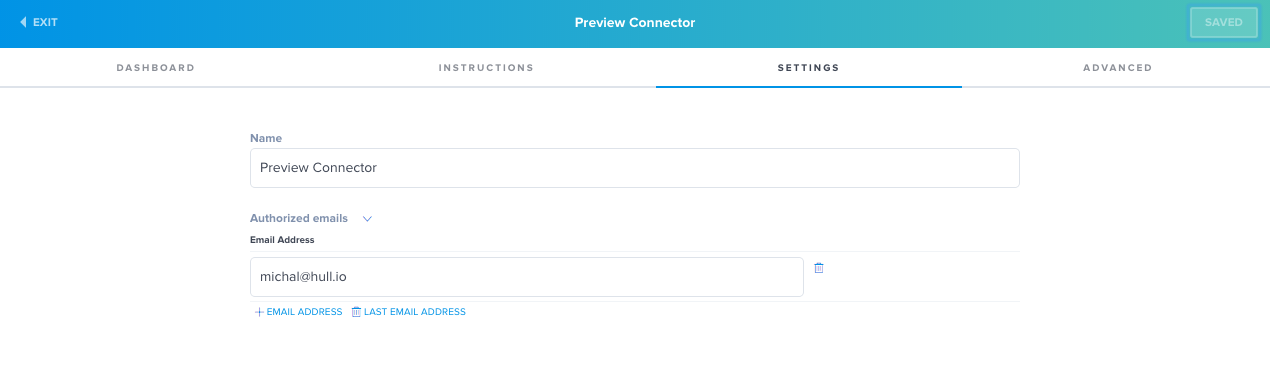 EXIT
Preview Connector
SAVED
DASHBOARD
INSTRUCTIONS
SETTINGS
ADVANCED
Name
Preview Connector
Authorized emails
Email Address
michal@hull.io
EMAIL ADDRESS
LAST EMAIL ADDRESS